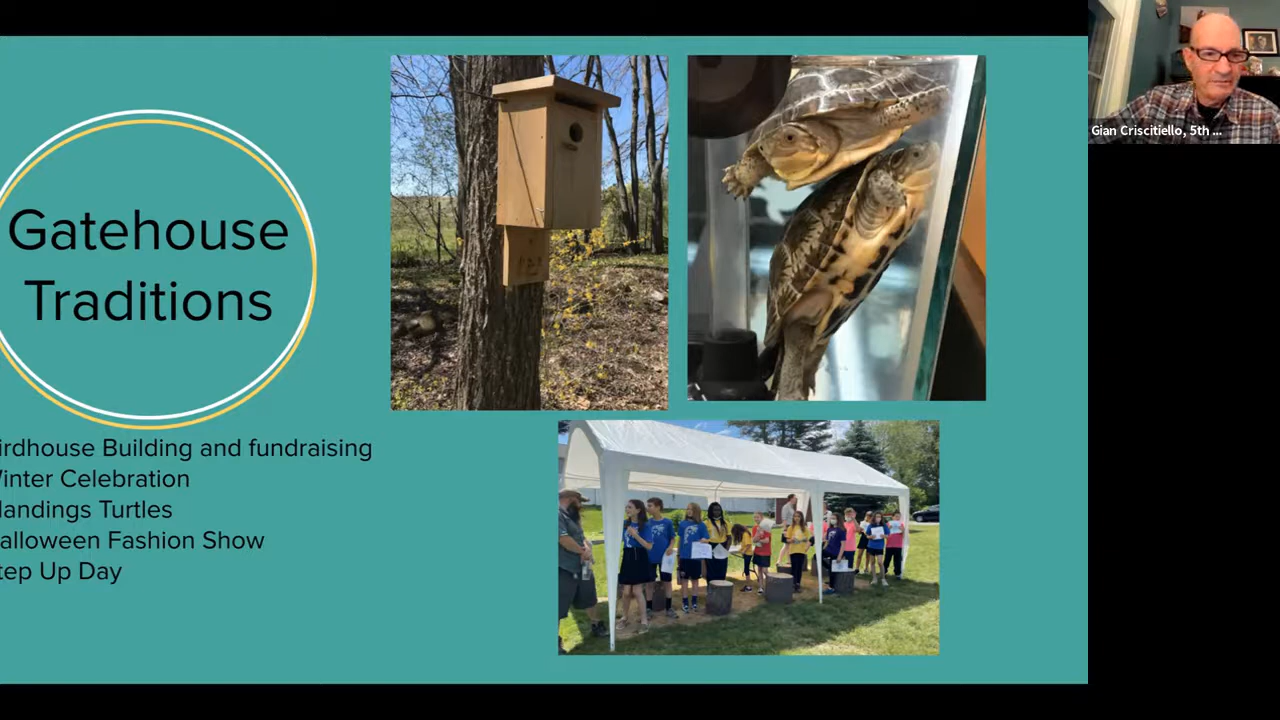 Gatehouse
Traditions
irdhouse Building and fundraising
inter Celebration
landings Turtles
alloween Fashion Show
tep Up Day
Gian Criscitiello, 5th ...